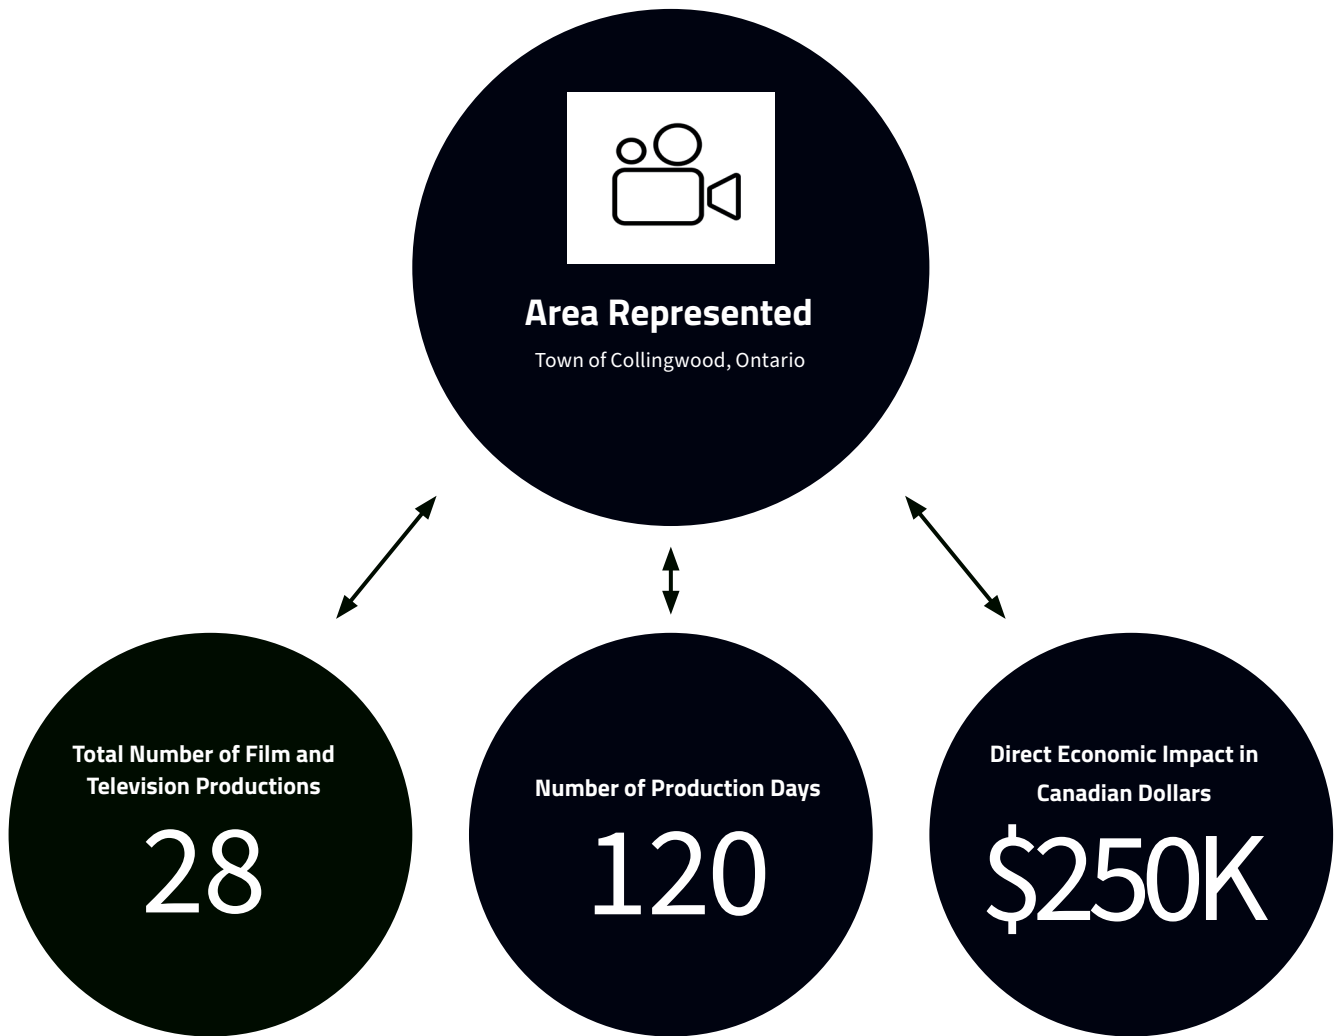 Area Represented
Town of Collingwood, Ontario
Total Number of Film and
Television Productions
28
Number of Production Days
120
Direct Economic Impact in
Canadian Dollars
$250K